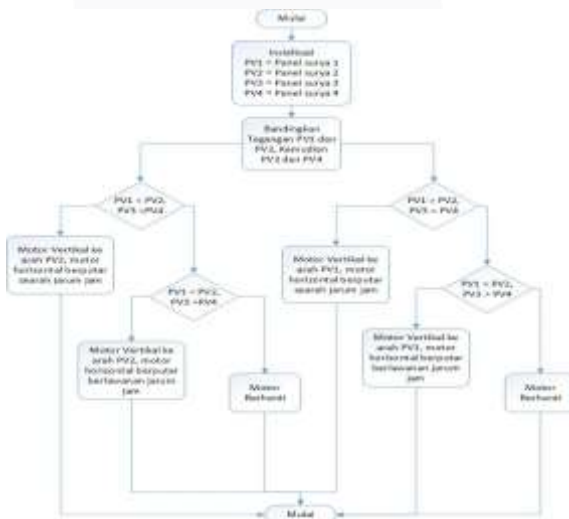 Mulai
Inisilisasi
PV1 = Panel surya 1
PV2 = Panel surya 2
PV3 = Panel surya 3
PV4 = Panel surya 4
Bandingkan
Tegangan PV1 dan
PV2, Kemudian
PV3 dan PV4
PV1 < PV2,
PV3 PV4
PV1 PV2,
PV3 PV4
Motor Vertikal ke
arah PV2, motor
horizontal berputar
searah jarum jam
Motor Vertikal ke
arah PV1, motor
horizontal berputar
searah jarum jam
PV1 PV2,
PV3 PV4
PV1 PV2,
PV3 > PV4
Motor Vertikal ke
arah PV2, motor
horizontal berputar
berlawanan jarum
jam
Motor
Berhenti
Motor Vertikal ke
arah PV1, motor
horizontal berputar
berlawanan jarum
jam
Motor
Berhenti
Mulai